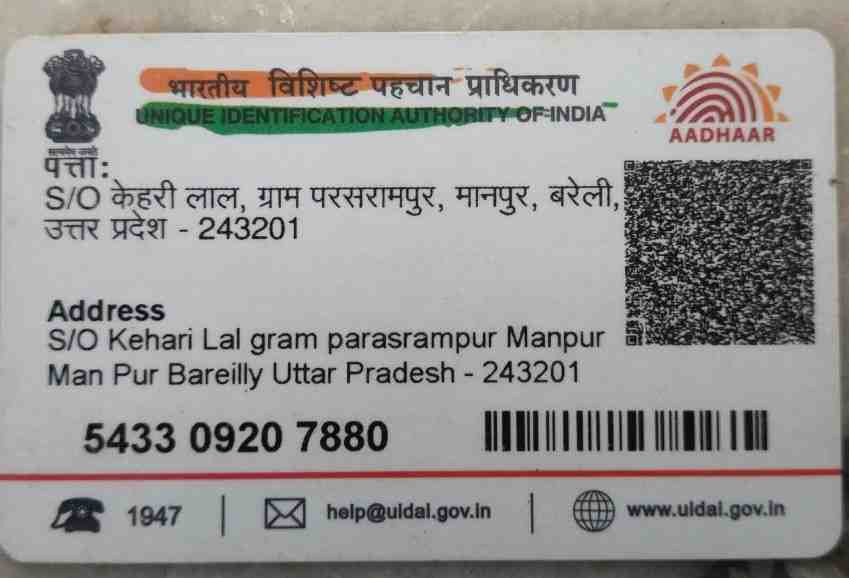 भारतीय विशिष्ट पहचान प्राधिकरण
UNIQUE IDENTIFICATION AUTHORITY OF INDIA
AADHAAR
सत्यमेव जयते
पत्ता:
S/O केहरी लाल, ग्राम परसरामपुर, मानपुर, बरेली,
उत्तर प्रदेश - 243201
Address
S/O Kehari Lal gram parasrampur Manpur
Man Pur Bareilly Uttar Pradesh - 243201
5433 0920 7880
1947 | help@uidai.gov.in | www.uidai.gov.in